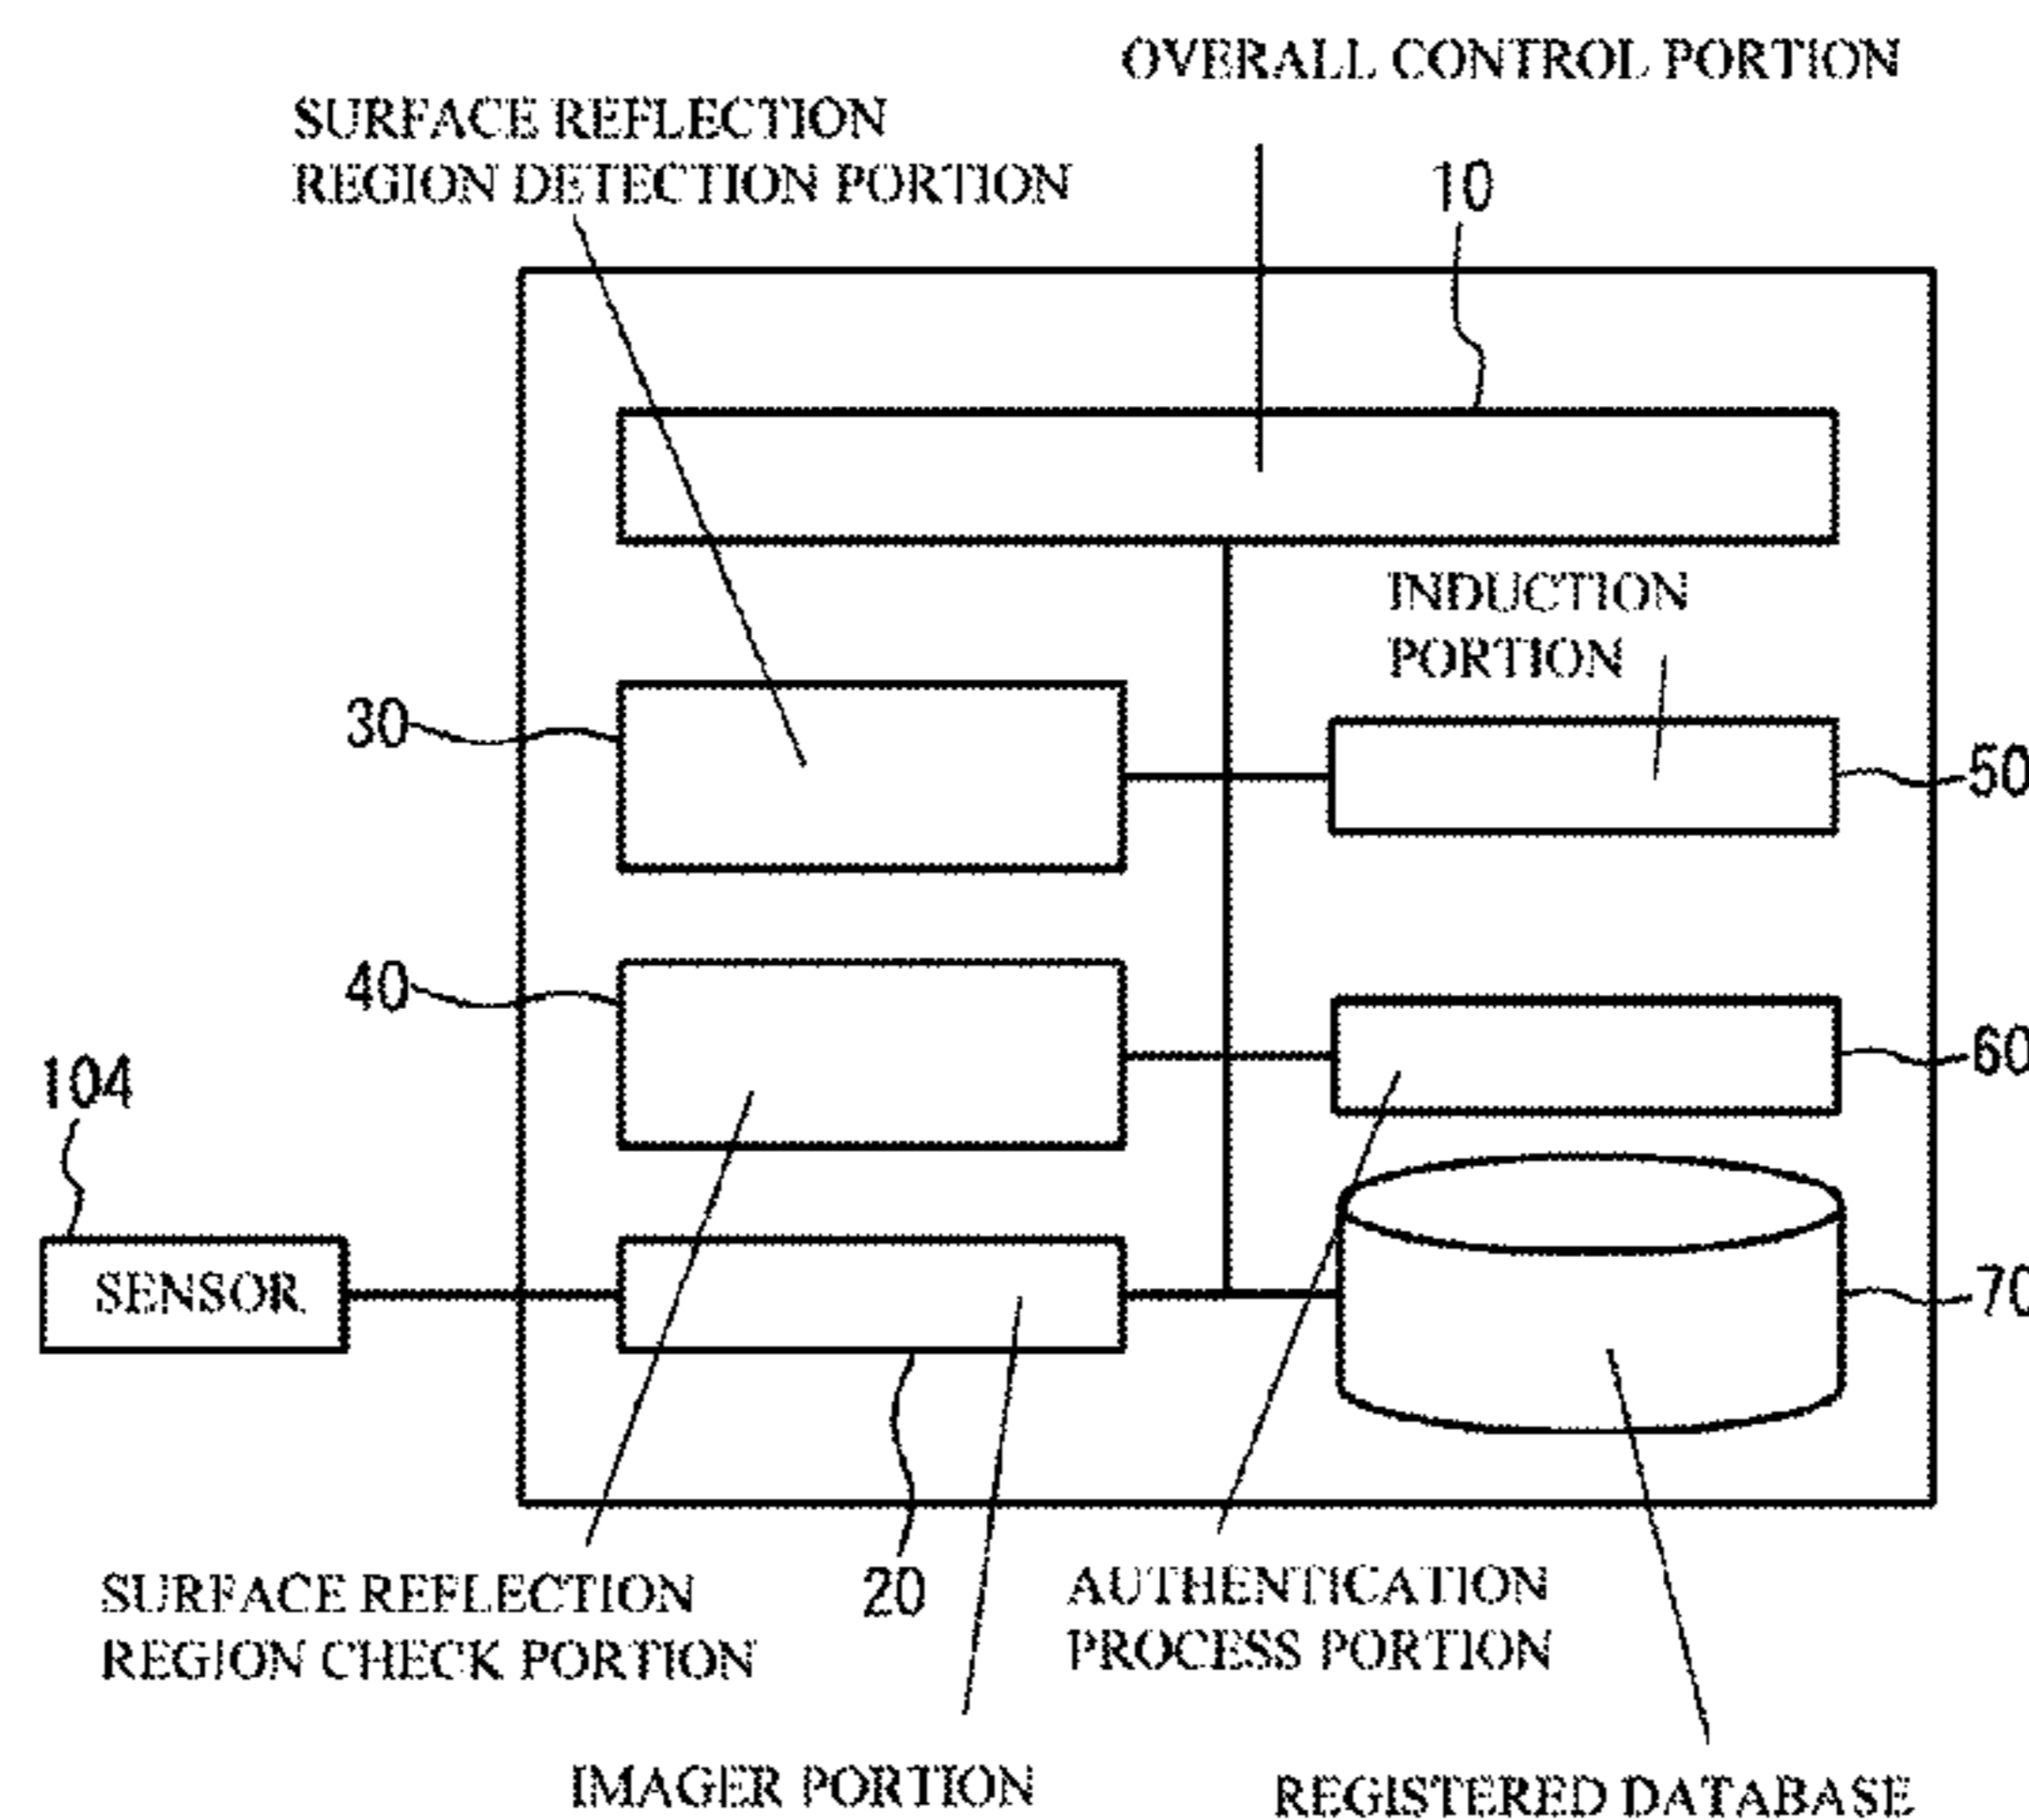 OVERALL CONTROL PORTION
SURFACE REFLECTION
REGION DETECTION PORTION
10
INDUCTION
PORTION
30
50
40
60
104
SENSOR
70
SURFACE REFLECTION
REGION CHECK PORTION
20
AUTHENTICATION
PROCESS PORTION
IMAGER PORTION
REGISTERED DATABASE